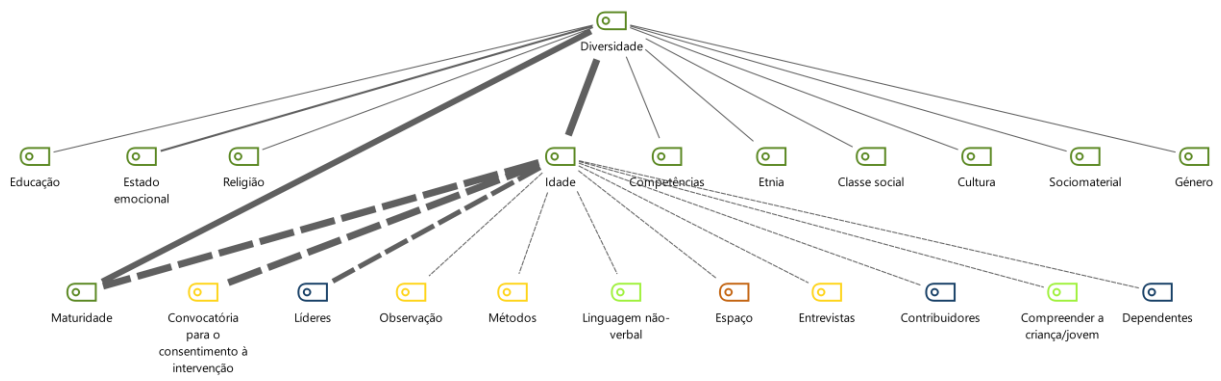 Diversidade
Educação
Estado
emocional
Religião
Idade
Competências
Etnia
Classe social
Cultura
Sociomaterial
Género
Maturidade
Convocatória
para o
consentimento à
intervenção
Líderes
Observação
Métodos
Linguagem não-
verbal
Espaço
Entrevistas
Contribuidores
Compreender a
criança/jovem
Dependentes